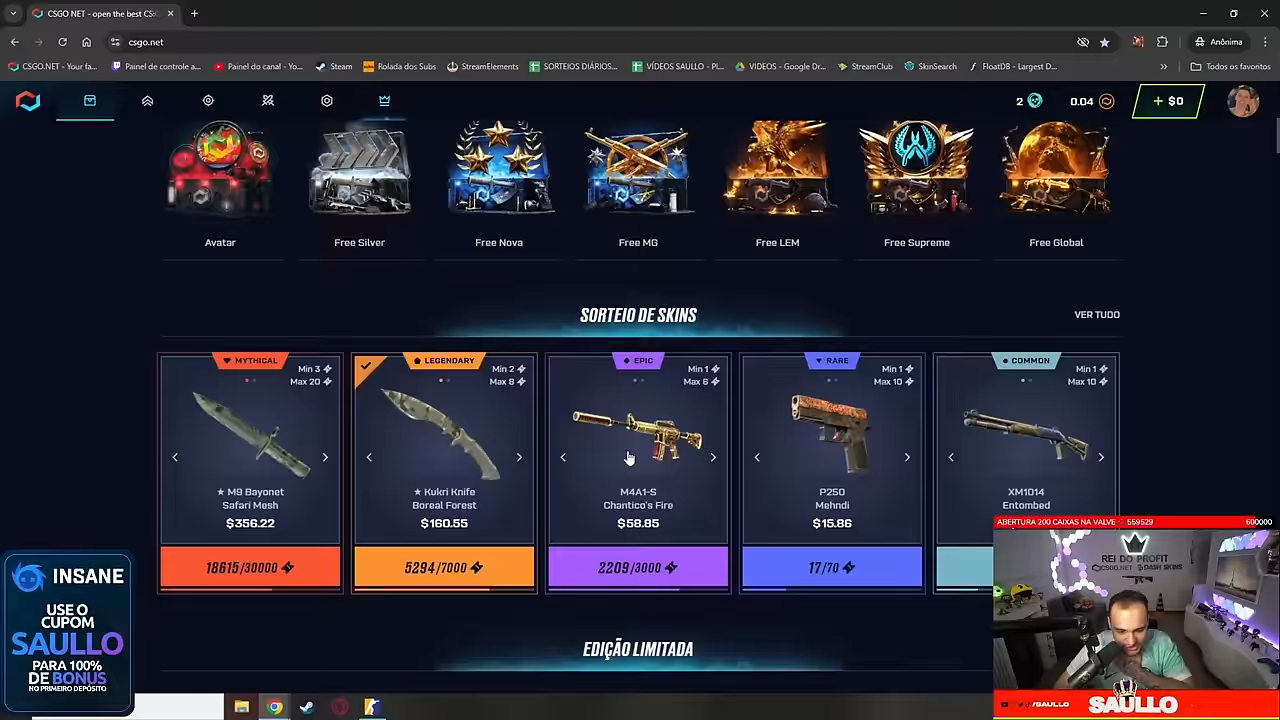 CSGO NET - open the best CS
csgo.net
Anônima
CSGO.NET - Your fa...
Painel de controle a...
Painel do canal - Yo...
Steam
Rolada dos Subs
StreamElements
SORTEIOS DIÁRIOS...
VÍDEOS SAULLO - PL...
VIDEOS - Google Dr...
StreamClub
SkinSearch
FloatDB - Largest D...
»
Todos os favoritos
2
0.04
+ $0
Avatar
Free Silver
Free Nova
Free MG
Free LEM
Free Supreme
Free Global
SORTEIO DE SKINS
VER TUDO
MYTHICAL
Min 3
Max 20
★ M9 Bayonet
Safari Mesh
$356.22
18615/30000
LEGENDARY
Min 2
Max 8
★ Kukri Knife
Boreal Forest
$160.55
5294/7000
EPIC
Min 1
Max 6
M4A1-S
Chantico's Fire
$58.85
2209/3000
RARE
Min 1
Max 10
P250
Mehndi
$15.86
17/70
COMMON
Min 1
Max 10
XM1014
Entombed
EDIÇÃO LIMITADA
INSANE
USE O
CUPOM
SAULLO
PARA 100%
DE BONUS
NO PRIMEIRO DEPÓSITO
ABERTURA 200 CAIXAS NA VALVE
559529
600000
REI DO PROFIT
CSGO.NET
DASH SKINS
/SAULLO
SAULLO